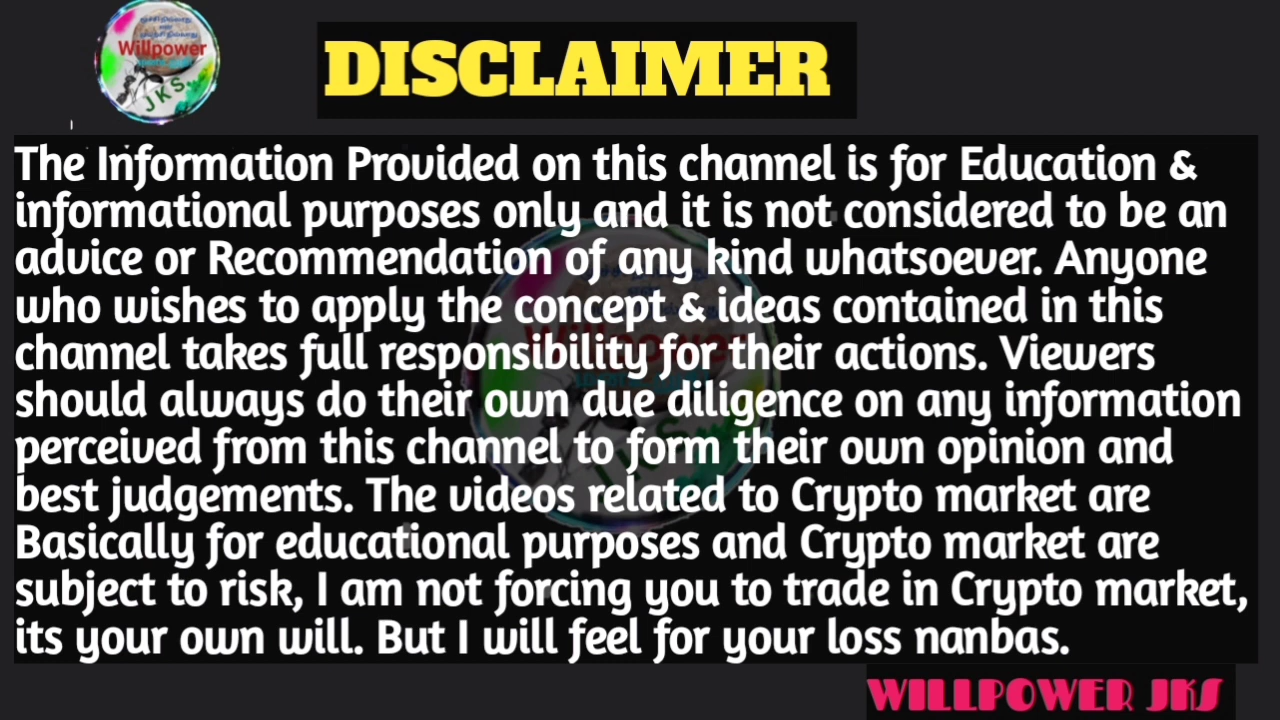 Willpower
JKS
DISCLAIMER
The Information Provided on this channel is for Education &
informational purposes only and it is not considered to be an
advice or Recommendation of any kind whatsoever. Anyone
who wishes to apply the concept & ideas contained in this
channel takes full responsibility for their actions. Viewers
should always do their own due diligence on any information
perceived from this channel to form their own opinion and
best judgements. The videos related to Crypto market are
Basically for educational purposes and Crypto market are
subject to risk, I am not forcing you to trade in Crypto market,
its your own will. But I will feel for your loss nanbas.
WILLPOWER JKS